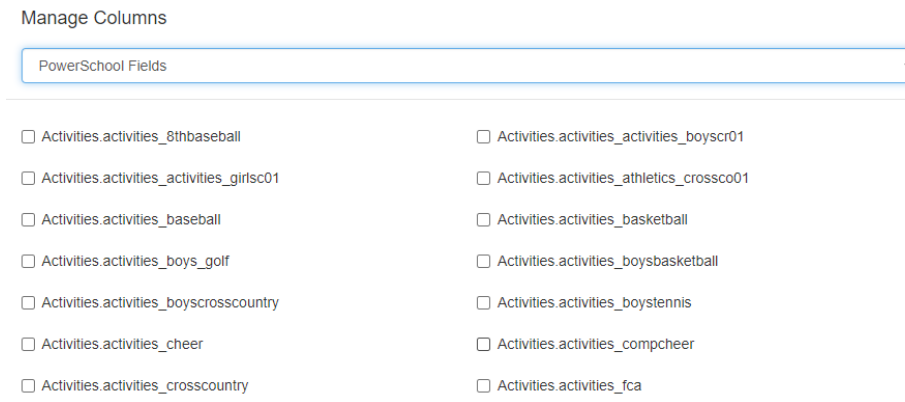 Manage Columns
PowerSchool Fields
Activities.activities_8thbaseball
Activities.activities_activities_boyscr01
Activities.activities_activities_girlsc01
Activities.activities_athletics_crossco01
Activities.activities_baseball
Activities.activities_basketball
Activities.activities_boys_golf
Activities.activities_boysbasketball
Activities.activities_boyscrosscountry
Activities.activities_boystennis
Activities.activities_cheer
Activities.activities_compcheer
Activities.activities_crosscountry
Activities.activities_fca